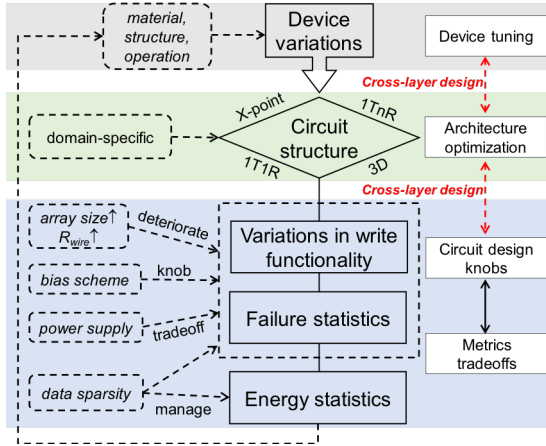 material,
structure,
operation
Device
variations
Device tuning
Cross-layer design
X-point
1TnR
domain-specific
Circuit
structure
Architecture
optimization
1T1R
3D
Cross-layer design
array size↑
R_wire↑
deteriorate
Variations in write
functionality
Circuit design
knobs
bias scheme
knob
power supply
tradeoff
Failure statistics
Metrics
tradeoffs
data sparsity
manage
Energy statistics